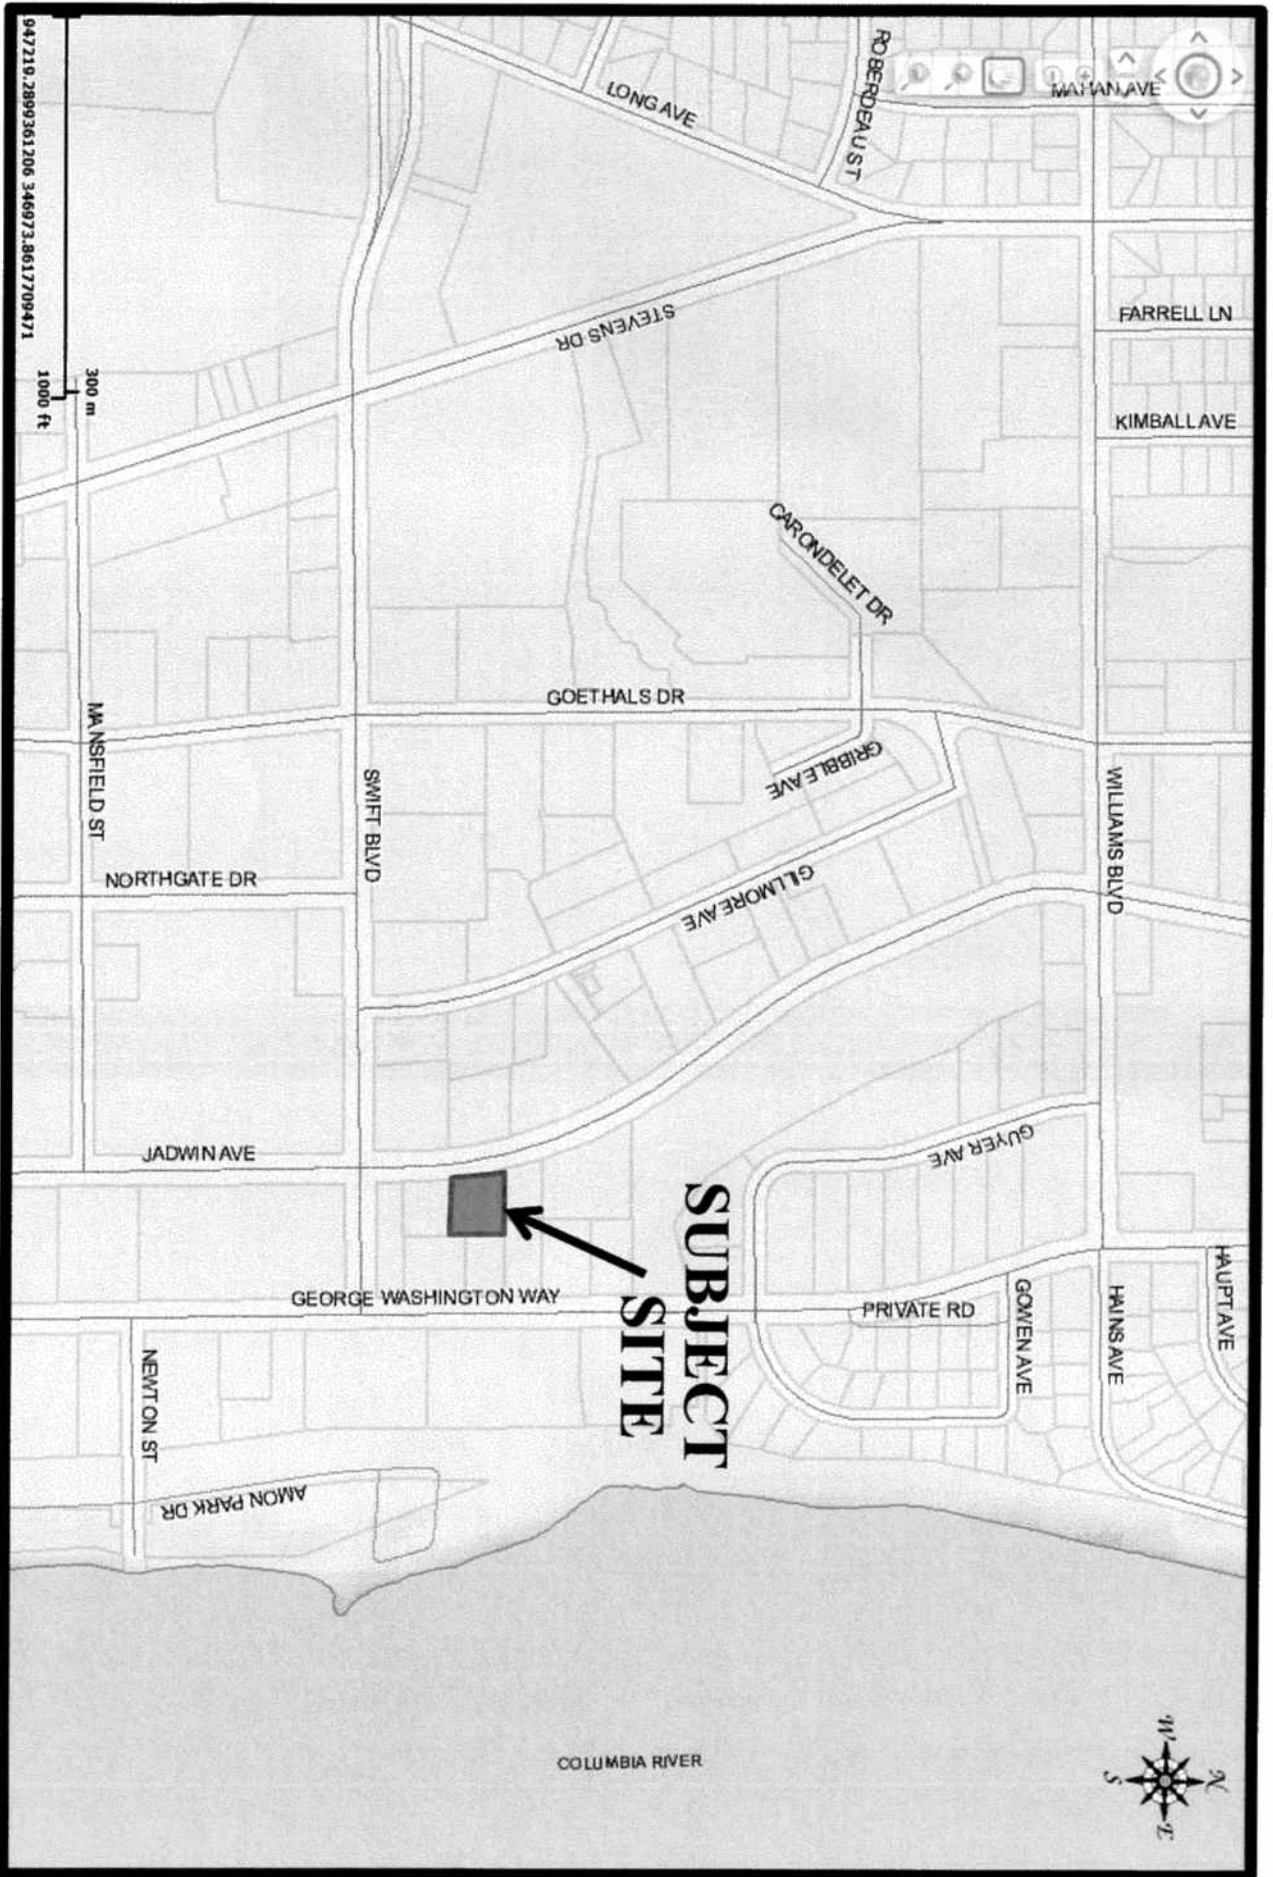 MAHAN AVE
ROBERDEAU ST
LONG AVE
FARRELL LN
KIMBALL AVE
STEVENS DR
CARONDELET DR
GOETHALS DR
GRIBBLE AVE
WILLIAMS BLVD
GILLMORE AVE
MANSFIELD ST
SWIFT BLVD
NORTHGATE DR
JADWIN AVE
GUYER AVE
SUBJECT
SITE
GEORGE WASHINGTON WAY
PRIVATE RD
GOWEN AVE
HAINS AVE
HAUPT AVE
NEWTON ST
AMON PARK DR
COLUMBIA RIVER
N
W
E
S
300 m
1000 ft
947219.2899361206 346973.8617709471